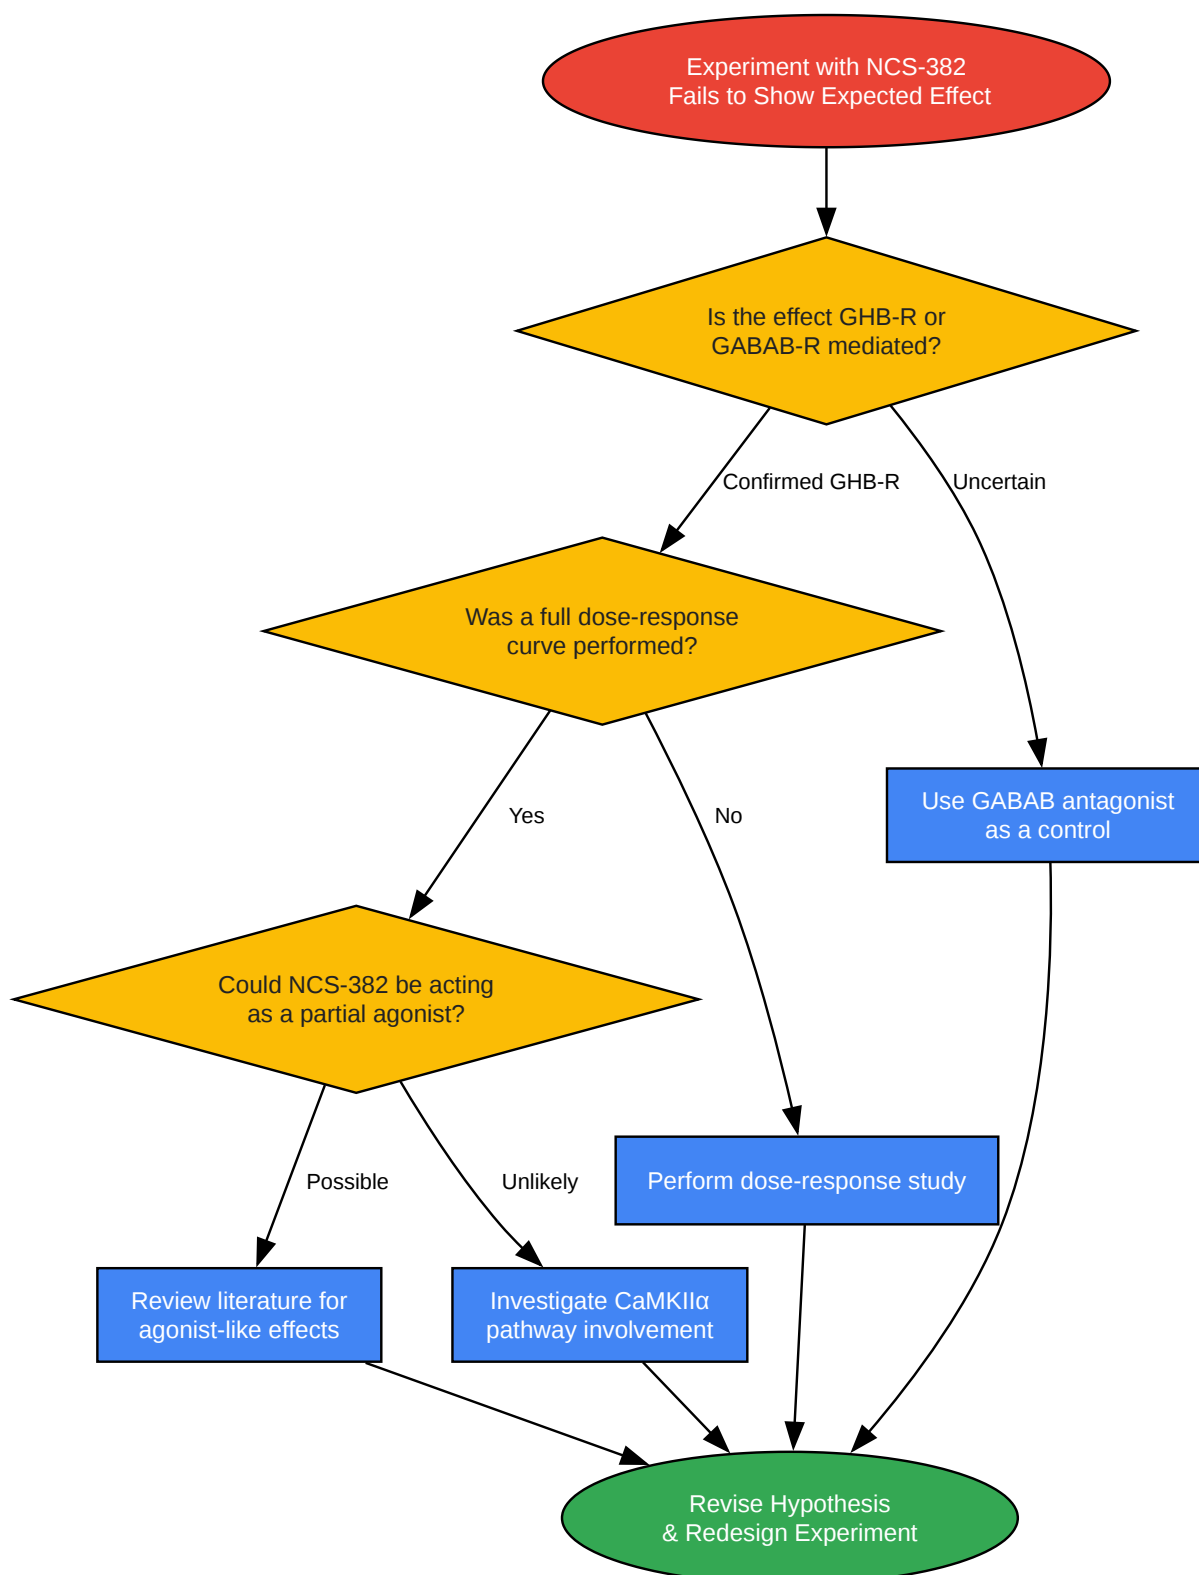 Experiment with NCS-382
Fails to Show Expected Effect
Is the effect GHB-R or
GABAB-R mediated?
Confirmed GHB-R
Uncertain
Was a full dose-response
curve performed?
Yes
No
Use GABAB antagonist
as a control
Could NCS-382 be acting
as a partial agonist?
Possible
Unlikely
Perform dose-response study
Review literature for
agonist-like effects
Investigate CaMKIIα
pathway involvement
Revise Hypothesis
& Redesign Experiment